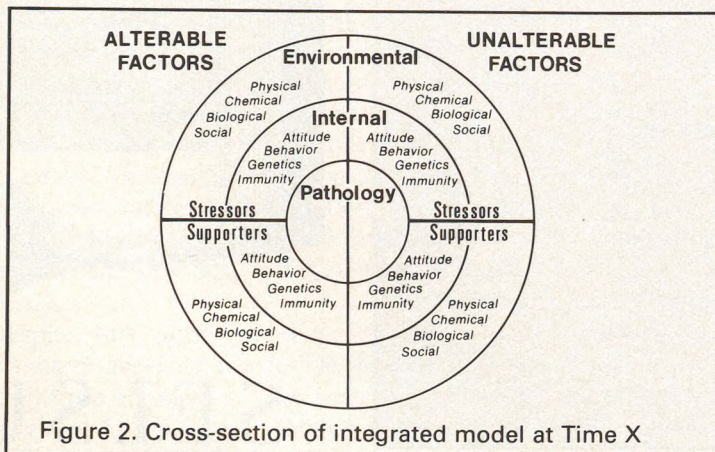 ALTERABLE
FACTORS
UNALTERABLE
FACTORS
Environmental
Physical
Chemical
Biological
Social
Physical
Chemical
Biological
Social
Internal
Attitude
Behavior
Genetics
Immunity
Attitude
Behavior
Genetics
Immunity
Pathology
Stressors
Supporters
Stressors
Supporters
Attitude
Behavior
Genetics
Immunity
Attitude
Behavior
Genetics
Immunity
Physical
Chemical
Biological
Social
Physical
Chemical
Biological
Social
Figure 2. Cross-section of integrated model at Time X